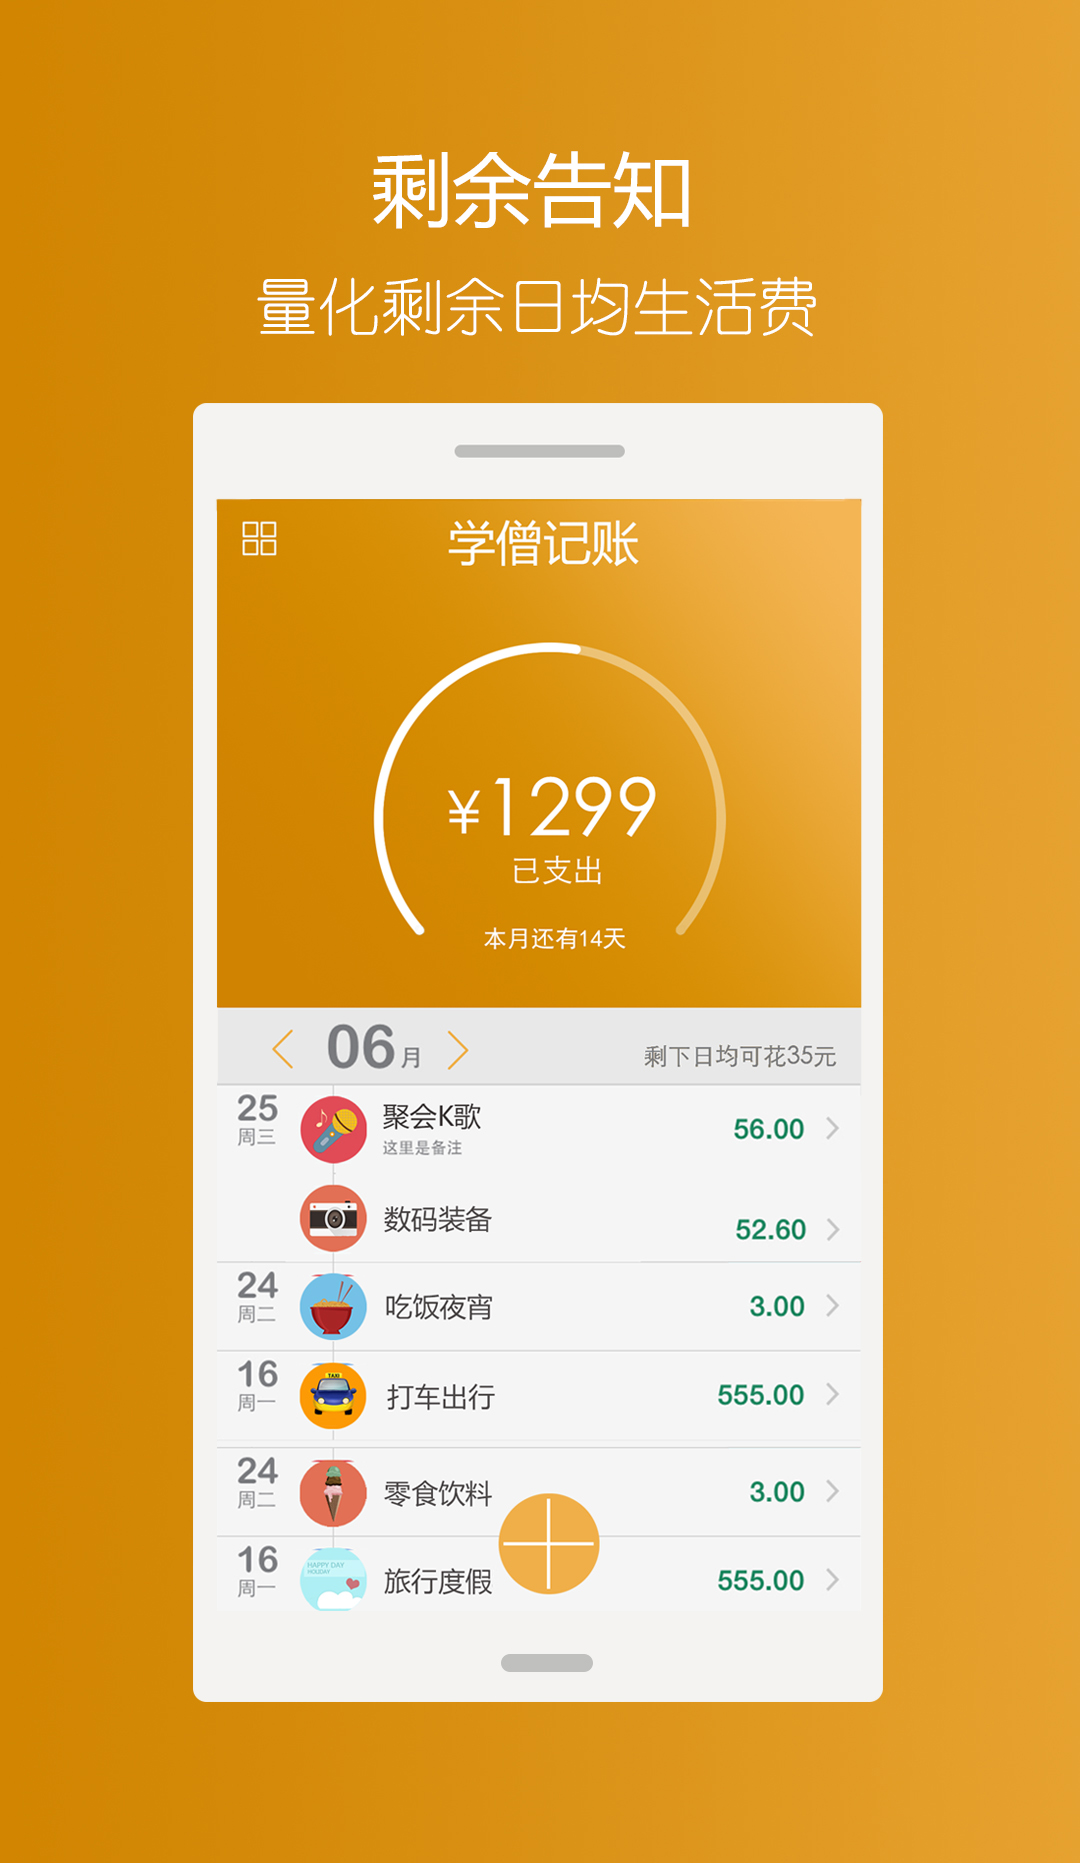 剩余告知
量化剩余日均生活费
学僧记账
¥1299
已支出
本月还有14天
06月
剩下日均可花35元
25
周三
聚会K歌
这里是备注
56.00
数码装备
52.60
24
周二
吃饭夜宵
3.00
16
周一
TAXI
打车出行
555.00
24
周二
零食饮料
3.00
16
周一
HAPPY DAY
HOLIDAY
旅行度假
555.00